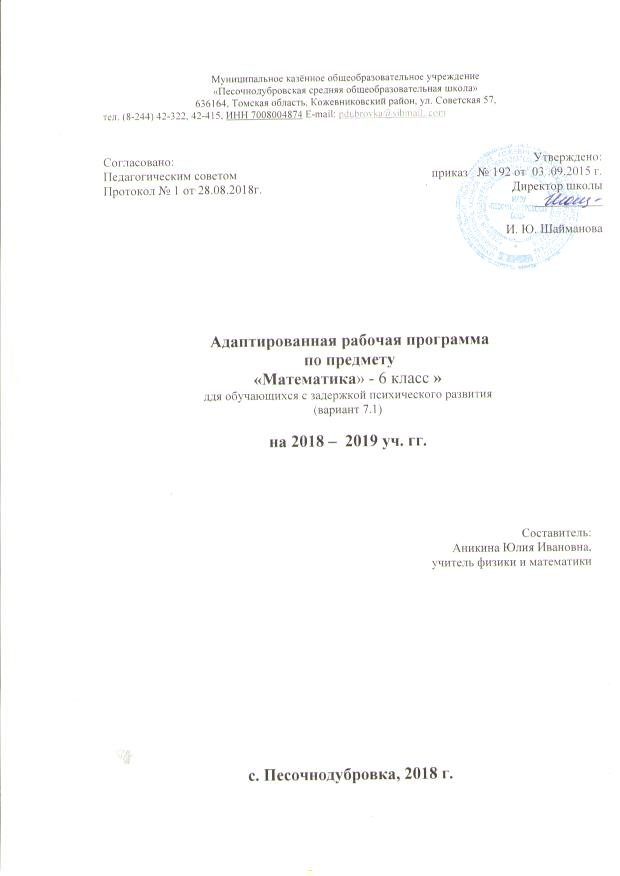 Муниципальное казённое общеобразовательное учреждение
«Песочнодубровская средняя общеобразовательная школа»
636164, Томская область, Кожевниковский район, ул. Советская 57,
тел. (8-244) 42-322, 42-415, ИНН 7008004874 E-mail: pdubrovka@sibmail.com
Согласовано:
Педагогическим советом
Протокол № 1 от 28.08.2018г.
Утверждено:
приказ № 192 от 03. .09.2015 г.
Директор школы
И. Ю. Шайманова
Адаптированная рабочая программа
по предмету
«Математика» - 6 класс »
для обучающихся с задержкой психического развития
(вариант 7.1)
на 2018 – 2019 уч. гг.
Составитель:
Аникина Юлия Ивановна,
учитель физики и математики
с. Песочнодубровка, 2018 г.